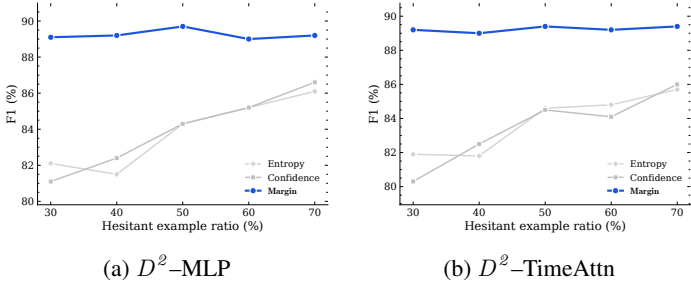 90
88
86
84
82
80
F1 (%)
30 40 50 60 70
Hesitant example ratio (%)
Entropy
Confidence
Margin
(a) D²–MLP
90
88
86
84
82
80
F1 (%)
30 40 50 60 70
Hesitant example ratio (%)
Entropy
Confidence
Margin
(b) D²–TimeAttn